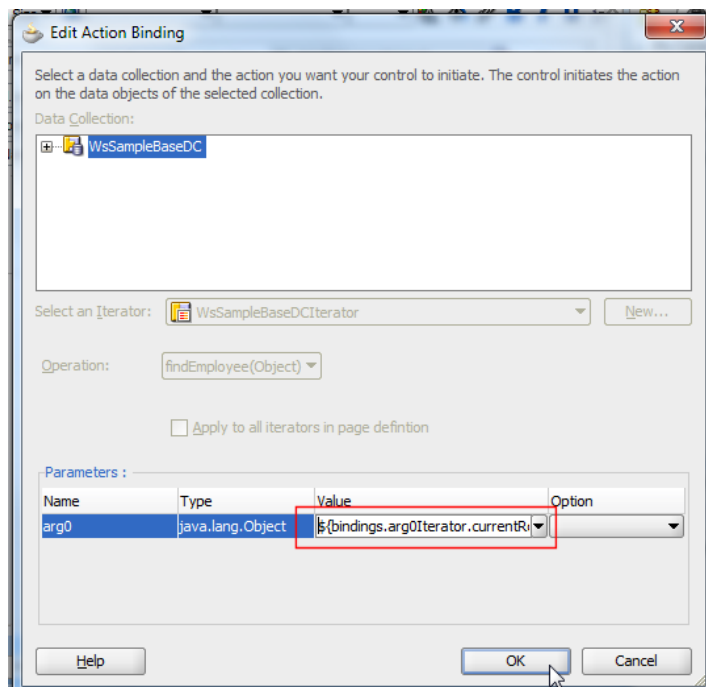 Edit Action Binding
Select a data collection and the action you want your control to initiate. The control initiates the action
on the data objects of the selected collection.
Data Collection:
WsSampleBaseDC
Select an Iterator:
WsSampleBaseDCIterator
New...
Operation:
findEmployee(Object)
Apply to all iterators in page defintion
Parameters :
Name Type Value Option
arg0 java.lang.Object ${bindings.arg0Iterator.currentR
Help OK Cancel